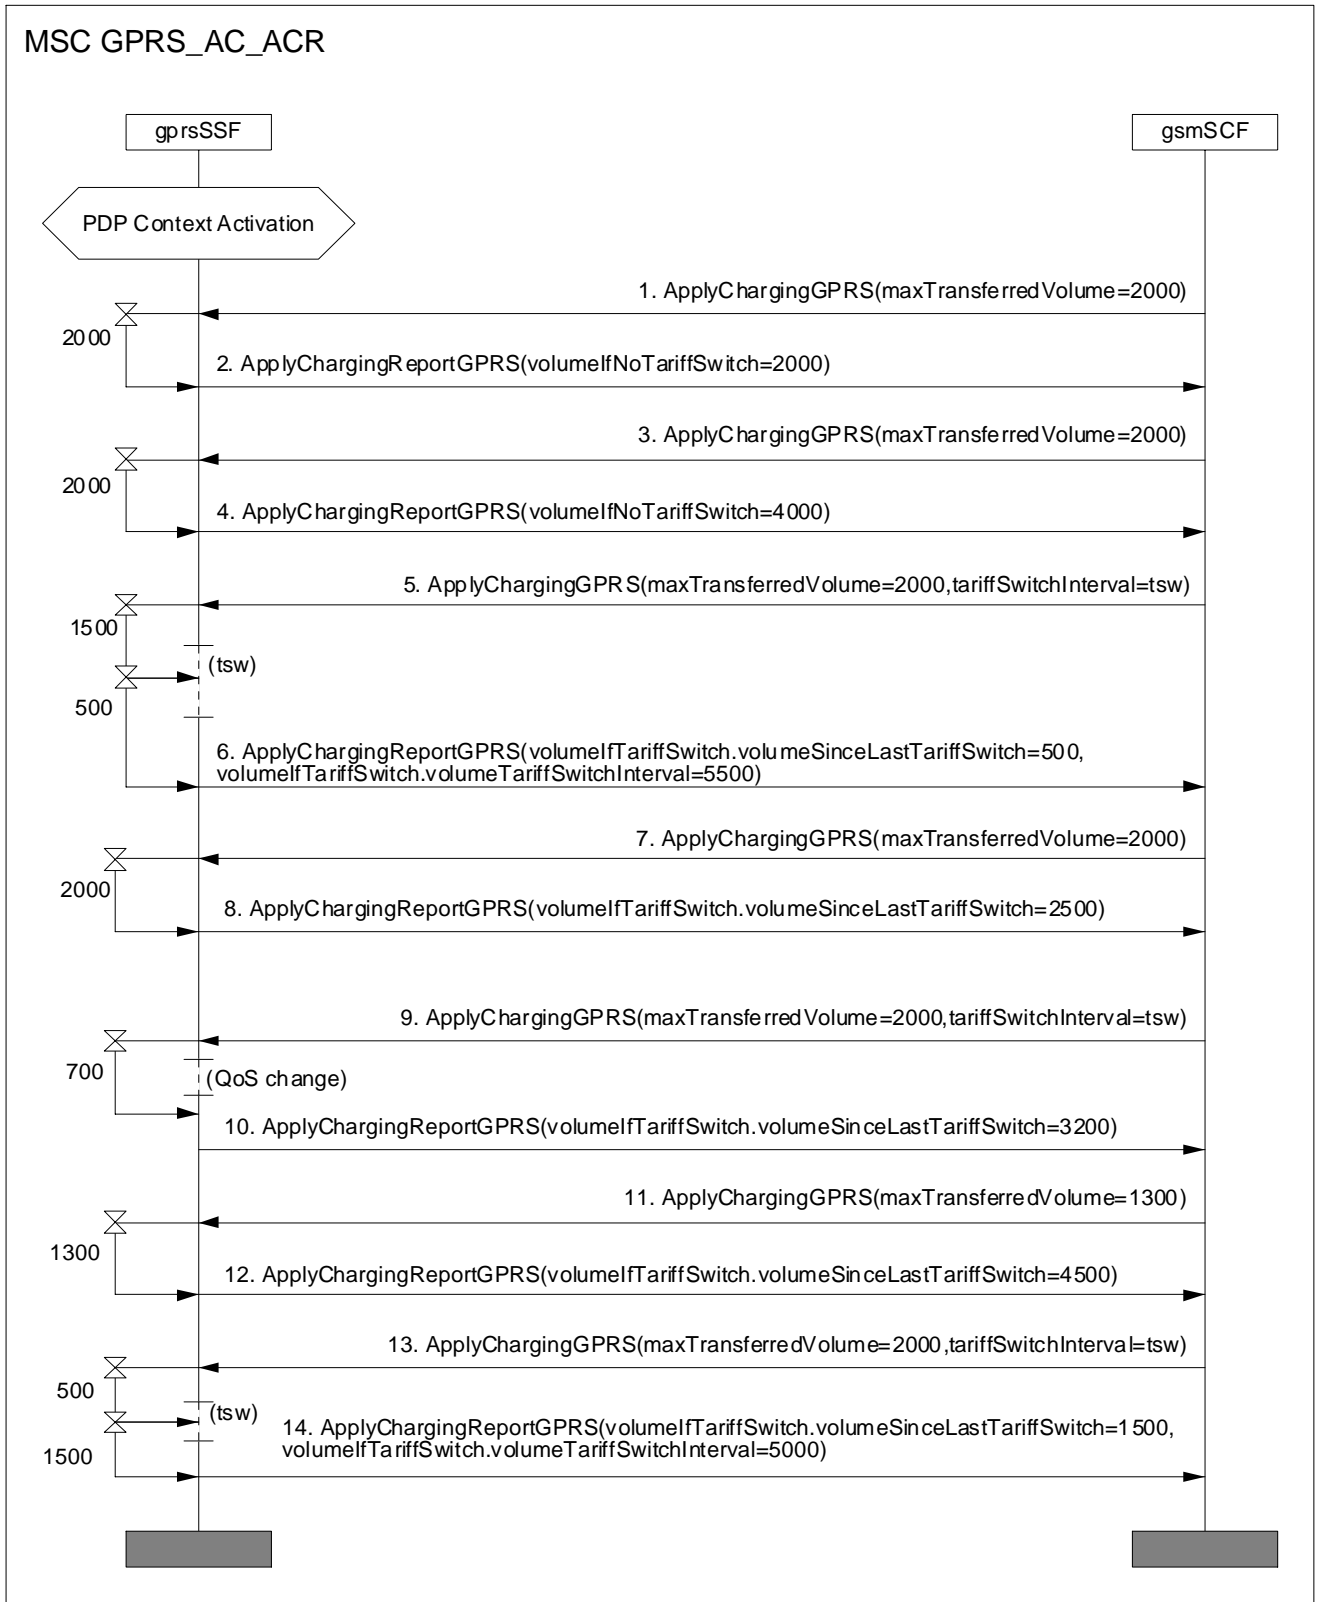 MSC GPRS_AC_ACR
gprsSSF
gsmSCF
PDP Context Activation
1. ApplyChargingGPRS(maxTransferredVolume=2000)
2000
2. ApplyChargingReportGPRS(volumeIfNoTariffSwitch=2000)
3. ApplyChargingGPRS(maxTransferredVolume=2000)
2000
4. ApplyChargingReportGPRS(volumeIfNoTariffSwitch=4000)
5. ApplyChargingGPRS(maxTransferredVolume=2000,tariffSwitchInterval=tsw)
1500
(tsw)
500
6. ApplyChargingReportGPRS(volumeIfTariffSwitch.volumeSinceLastTariffSwitch=500,
volumeIfTariffSwitch.volumeTariffSwitchInterval=5500)
7. ApplyChargingGPRS(maxTransferredVolume=2000)
2000
8. ApplyChargingReportGPRS(volumeIfTariffSwitch.volumeSinceLastTariffSwitch=2500)
9. ApplyChargingGPRS(maxTransferredVolume=2000,tariffSwitchInterval=tsw)
700
(QoS change)
10. ApplyChargingReportGPRS(volumeIfTariffSwitch.volumeSinceLastTariffSwitch=3200)
11. ApplyChargingGPRS(maxTransferredVolume=1300)
1300
12. ApplyChargingReportGPRS(volumeIfTariffSwitch.volumeSinceLastTariffSwitch=4500)
13. ApplyChargingGPRS(maxTransferredVolume=2000,tariffSwitchInterval=tsw)
500
(tsw)
14. ApplyChargingReportGPRS(volumeIfTariffSwitch.volumeSinceLastTariffSwitch=1500,
volumeIfTariffSwitch.volumeTariffSwitchInterval=5000)
1500